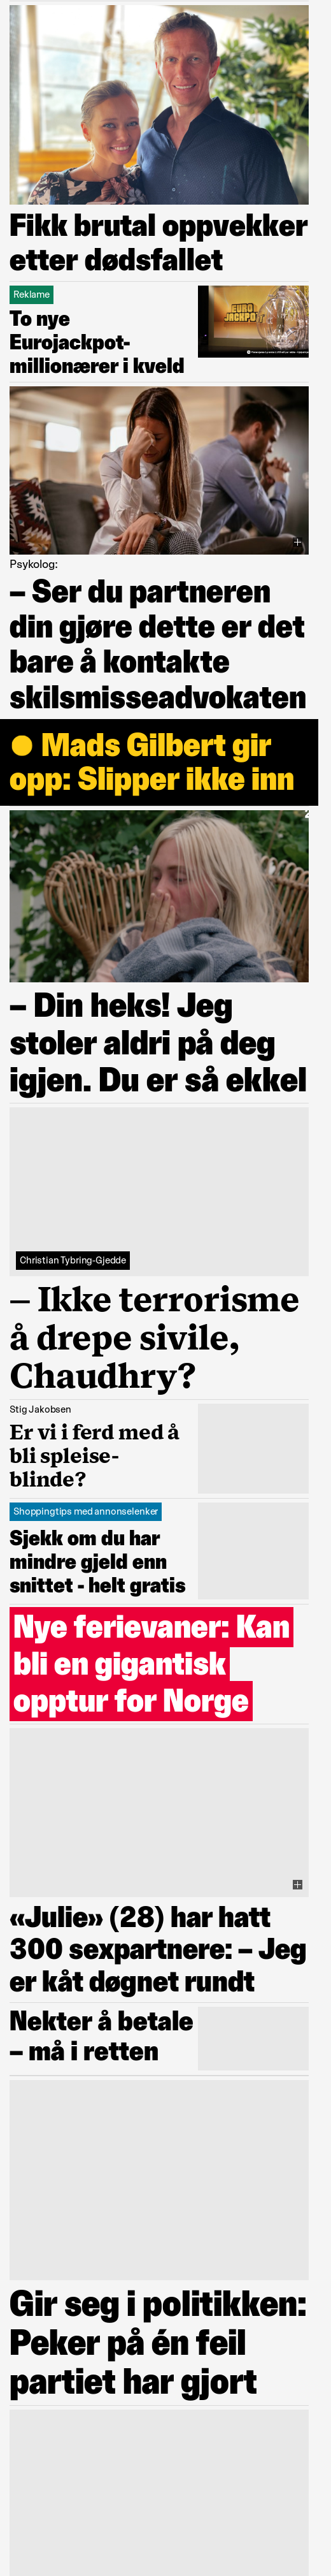 Fikk brutal oppvekker
etter dødsfallet
Reklame
To nye
Eurojackpot-
millionærer i kveld
EURO
JACKPOT
Psykolog:
– Ser du partneren
din gjøre dette er det
bare å kontakte
skilsmisseadvokaten
● Mads Gilbert gir
opp: Slipper ikke inn
– Din heks! Jeg
stoler aldri på deg
igjen. Du er så ekkel
Christian Tybring-Gjedde
– Ikke terrorisme
å drepe sivile,
Chaudhry?
Stig Jakobsen
Er vi i ferd med å
bli spleise-
blinde?
Shoppingtips med annonselenker
Sjekk om du har
mindre gjeld enn
snittet - helt gratis
Nye ferievaner: Kan
bli en gigantisk
opptur for Norge
«Julie» (28) har hatt
300 sexpartnere: – Jeg
er kåt døgnet rundt
Nekter å betale
– må i retten
Gir seg i politikken:
Peker på én feil
partiet har gjort